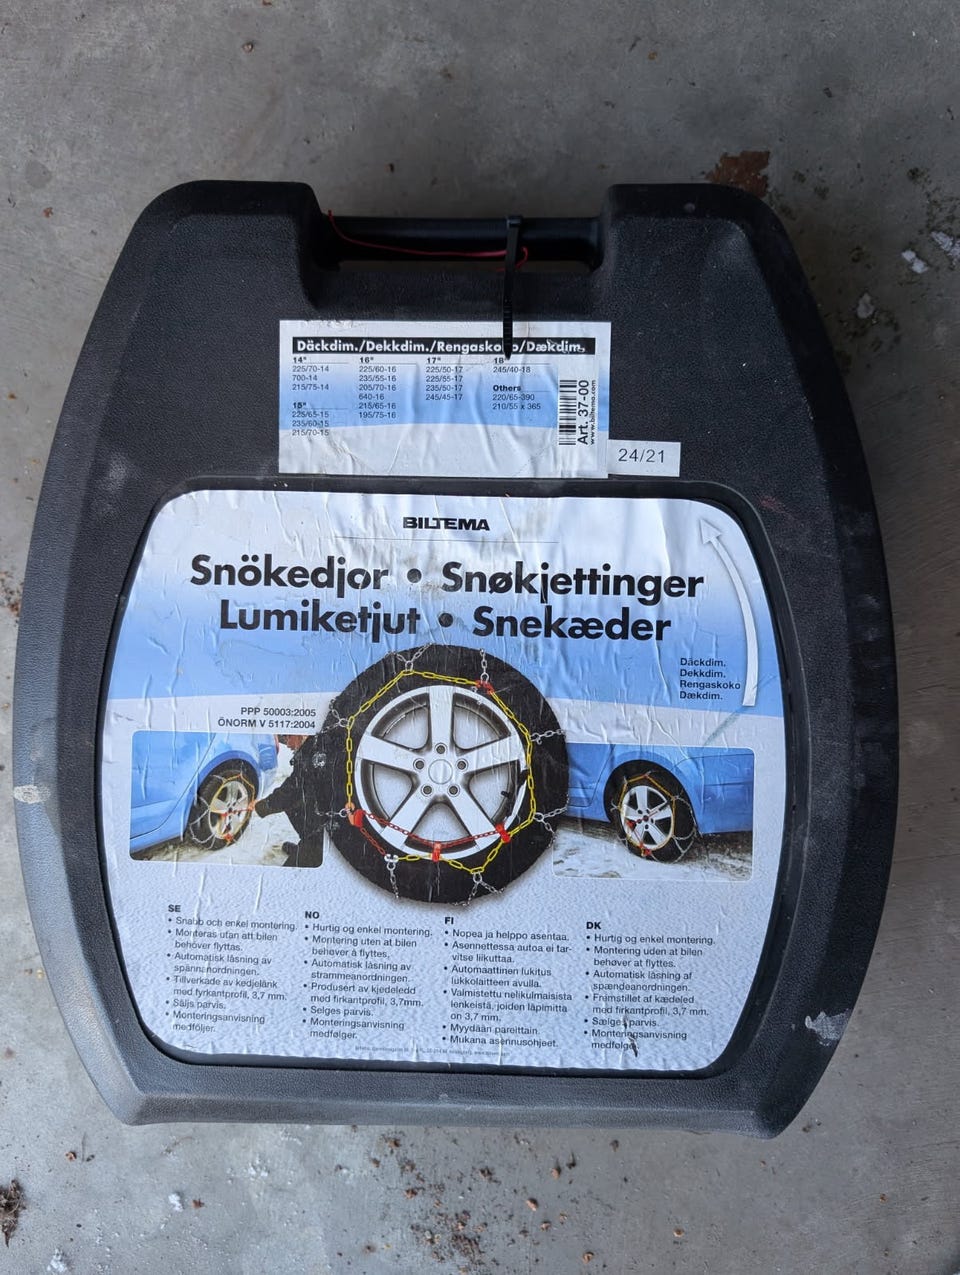 Däckdim./Dekkdim./Rengaskoko/Dækdim.
14"
225/70-14
700-14
215/75-14
15"
225/65-15
235/60-15
215/70-15
16"
225/60-16
235/55-16
205/70-16
640-16
215/65-16
195/75-16
17"
225/50-17
225/55-17
235/50-17
245/45-17
18"
245/40-18
Others
220/65-390
210/55 x 365
Art. 37-00
www.biltema.com
24/21
BILTEMA
Snökedjor • Snøkjettinger
Lumiketjut • Snekæder
Däckdim.
Dekkdim.
Rengaskoko
Dækdim.
PPP 50003:2005
ÖNORM V 5117:2004
SE
• Snabb och enkel montering.
• Monteras utan att bilen
behöver flyttas.
• Automatisk låsning av
spännanordningen.
• Tillverkade av kedjelänk
med fyrkantprofil, 3,7 mm.
• Säljs parvis.
• Monteringsanvisning
medföljer.
NO
• Hurtig og enkel montering.
• Montering uten at bilen
behøver å flyttes.
• Automatisk låsning av
strammeanordningen.
• Produsert av kjedeledd
med firkantprofil, 3,7mm.
• Selges parvis.
• Monteringsanvisning
medfølger.
FI
• Nopea ja helppo asentaa.
• Asennettessa autoa ei tar-
vitse liikuttaa.
• Automaattinen lukitus
lukkolaitteen avulla.
• Valmistettu nelikulmaisista
lenkeistä, joiden läpimitta
on 3,7 mm.
• Myydään pareittain.
• Mukana asennusohjeet.
DK
• Hurtig og enkel montering.
• Montering uden at bilen
behøver at flyttes.
• Automatisk låsning af
spændeanordningen.
• Fremstillet af kædeled
med firkantprofil, 3,7 mm.
• Sælges parvis.
• Monteringsanvisning
medfølger.